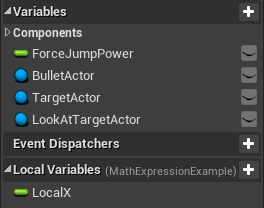 Variables
Components
ForceJumpPower
BulletActor
TargetActor
LookAtTargetActor
Event Dispatchers
Local Variables (MathExpressionExample)
LocalX